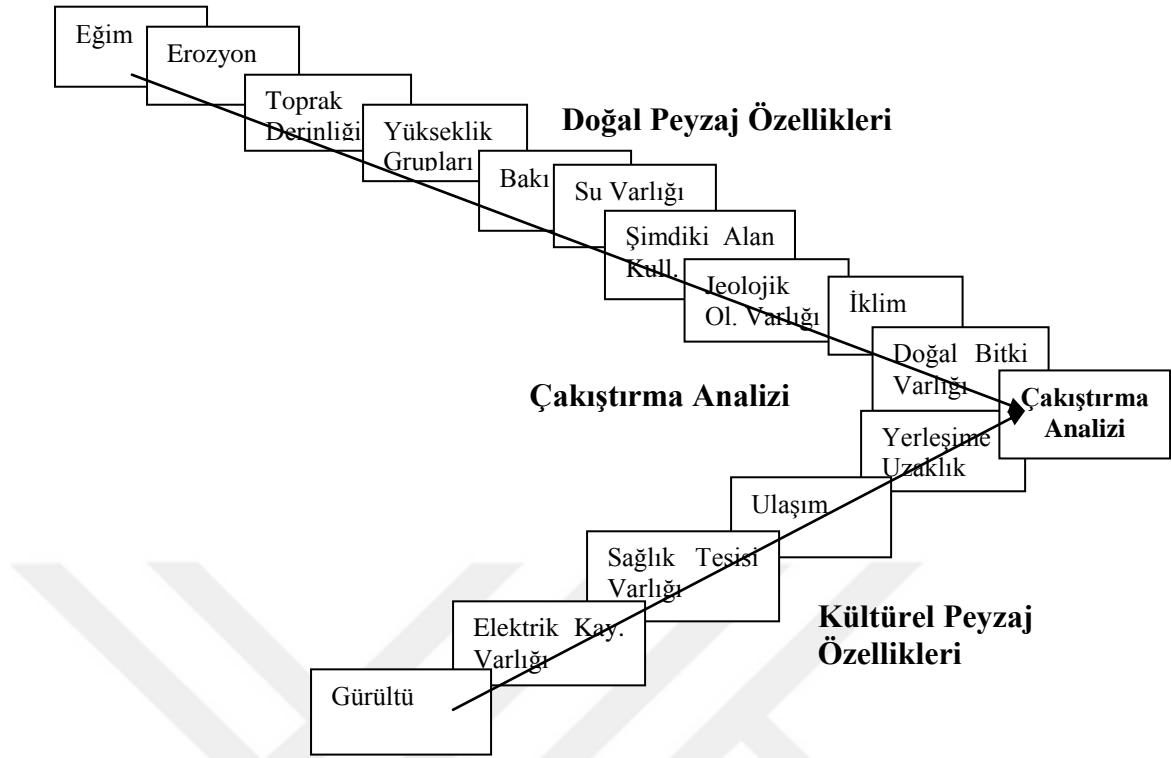 Eğim
Erozyon
Toprak
Derinliği
Yükseklik
Grupları
Doğal Peyzaj Özellikleri
Bakı
Su Varlığı
Şimdiki Alan
Kull.
Jeolojik
Ol. Varlığı
İklim
Doğal Bitki
Varlığı
Çakıştırma Analizi
Çakıştırma
Analizi
Yerleşime
Uzaklık
Ulaşım
Sağlık Tesisi
Varlığı
Elektrik Kay.
Varlığı
Gürültü
Kültürel Peyzaj
Özellikleri